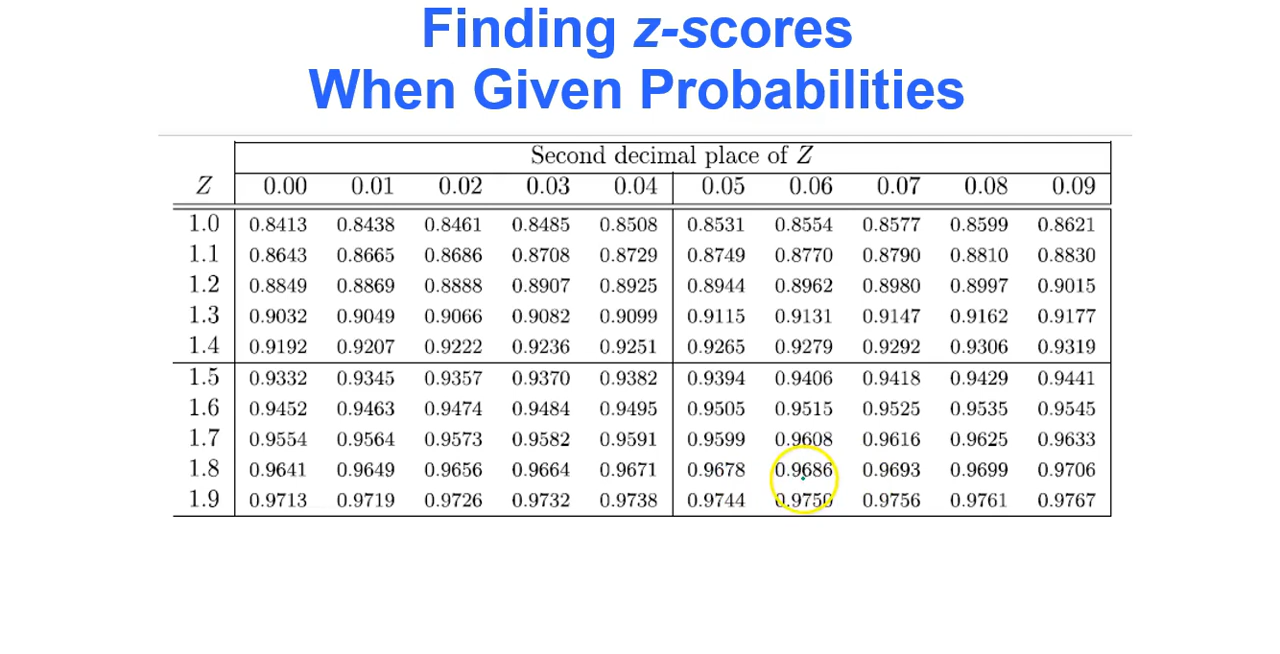 Finding z-scores
When Given Probabilities
Second decimal place of Z
Z 0.00 0.01 0.02 0.03 0.04 0.05 0.06 0.07 0.08 0.09
1.0 0.8413 0.8438 0.8461 0.8485 0.8508 0.8531 0.8554 0.8577 0.8599 0.8621
1.1 0.8643 0.8665 0.8686 0.8708 0.8729 0.8749 0.8770 0.8790 0.8810 0.8830
1.2 0.8849 0.8869 0.8888 0.8907 0.8925 0.8944 0.8962 0.8980 0.8997 0.9015
1.3 0.9032 0.9049 0.9066 0.9082 0.9099 0.9115 0.9131 0.9147 0.9162 0.9177
1.4 0.9192 0.9207 0.9222 0.9236 0.9251 0.9265 0.9279 0.9292 0.9306 0.9319
1.5 0.9332 0.9345 0.9357 0.9370 0.9382 0.9394 0.9406 0.9418 0.9429 0.9441
1.6 0.9452 0.9463 0.9474 0.9484 0.9495 0.9505 0.9515 0.9525 0.9535 0.9545
1.7 0.9554 0.9564 0.9573 0.9582 0.9591 0.9599 0.9608 0.9616 0.9625 0.9633
1.8 0.9641 0.9649 0.9656 0.9664 0.9671 0.9678 0.9686 0.9693 0.9699 0.9706
1.9 0.9713 0.9719 0.9726 0.9732 0.9738 0.9744 0.9750 0.9756 0.9761 0.9767